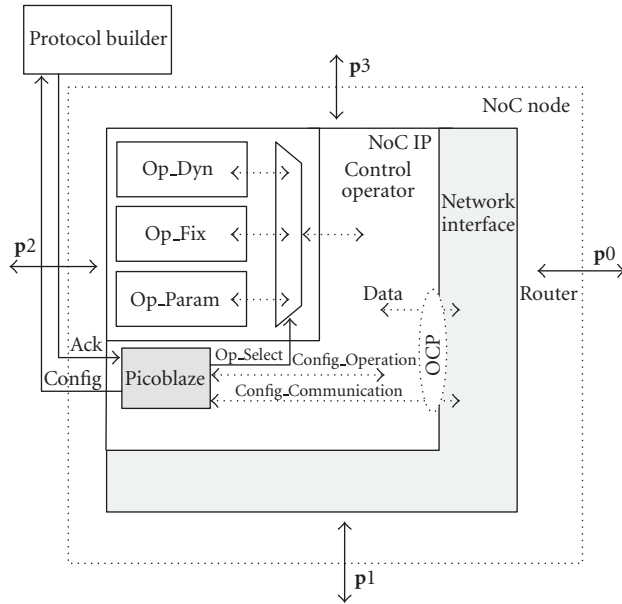 Protocol builder
p3
NoC node
NoC IP
Control
operator
Op_Dyn
Network
interface
Op_Fix
p2
p0
Op_Param
Data
Router
Ack
Op_Select
Config_Operation
OCP
Config
Picoblaze
Config_Communication
p1